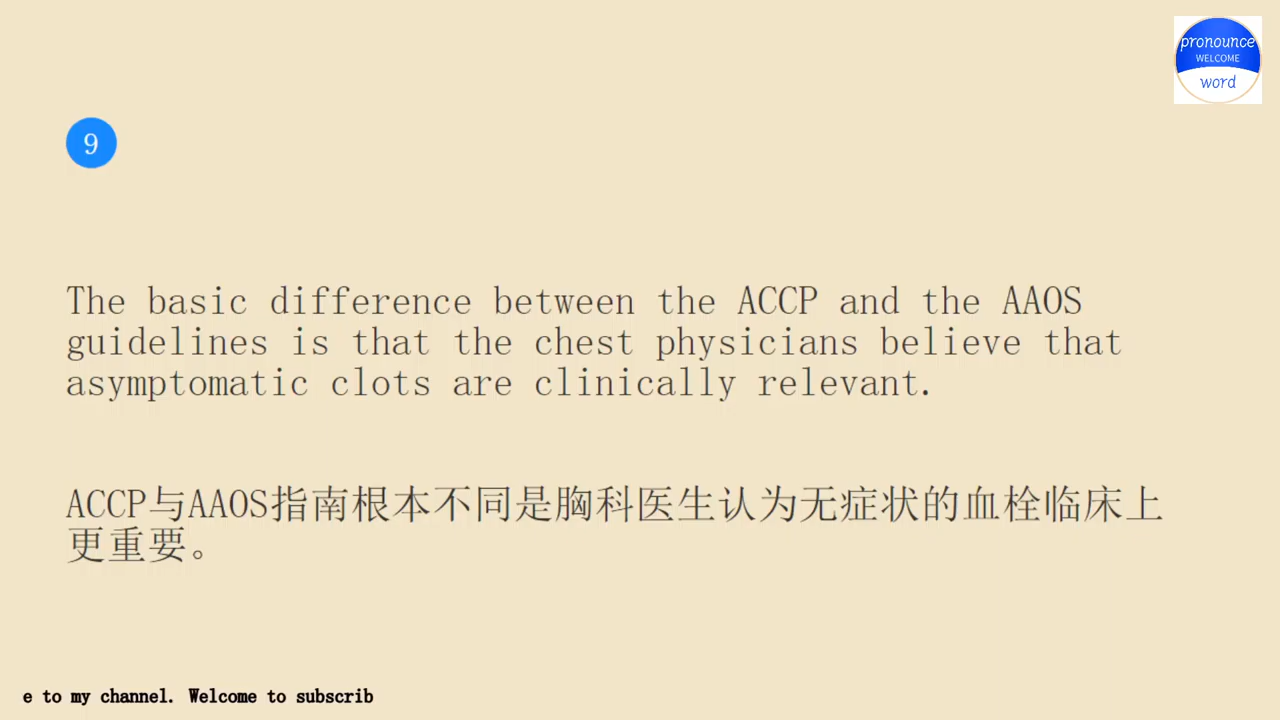 pronounce
WELCOME
word
9
The basic difference between the ACCP and the AAOS
guidelines is that the chest physicians believe that
asymptomatic clots are clinically relevant.
ACCP与AAOS指南根本不同是胸科医生认为无症状的血栓临床上
更重要。
e to my channel. Welcome to subscrib